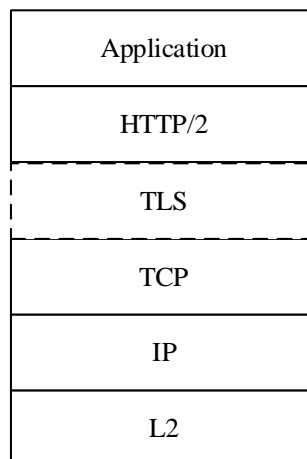 Application
HTTP/2
TLS
TCP
IP
L2